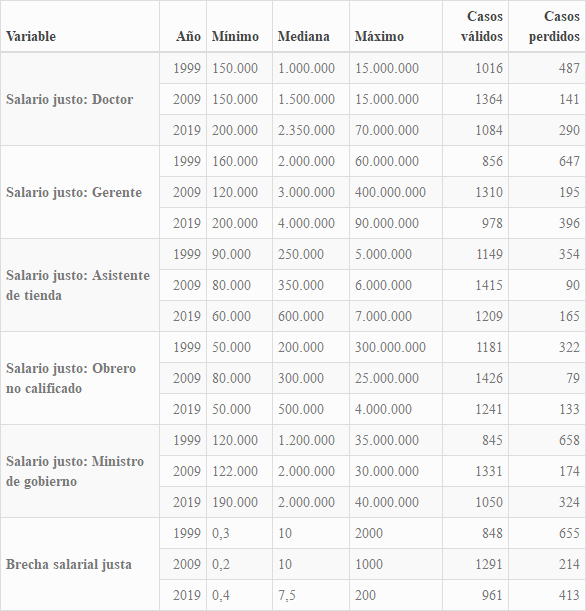 Variable Año Mínimo Mediana Máximo Casos válidos Casos perdidos
Salario justo: Doctor
1999 150.000 1.000.000 15.000.000 1016 487
2009 150.000 1.500.000 15.000.000 1364 141
2019 200.000 2.350.000 70.000.000 1084 290
Salario justo: Gerente
1999 160.000 2.000.000 60.000.000 856 647
2009 120.000 3.000.000 400.000.000 1310 195
2019 200.000 4.000.000 90.000.000 978 396
Salario justo: Asistente
de tienda
1999 90.000 250.000 5.000.000 1149 354
2009 80.000 350.000 6.000.000 1415 90
2019 60.000 600.000 7.000.000 1209 165
Salario justo: Obrero
no calificado
1999 50.000 200.000 300.000.000 1181 322
2009 80.000 300.000 25.000.000 1426 79
2019 50.000 500.000 4.000.000 1241 133
Salario justo: Ministro
de gobierno
1999 120.000 1.200.000 35.000.000 845 658
2009 122.000 2.000.000 30.000.000 1331 174
2019 190.000 2.000.000 40.000.000 1050 324
Brecha salarial justa
1999 0,3 10 2000 848 655
2009 0,2 10 1000 1291 214
2019 0,4 7,5 200 961 413